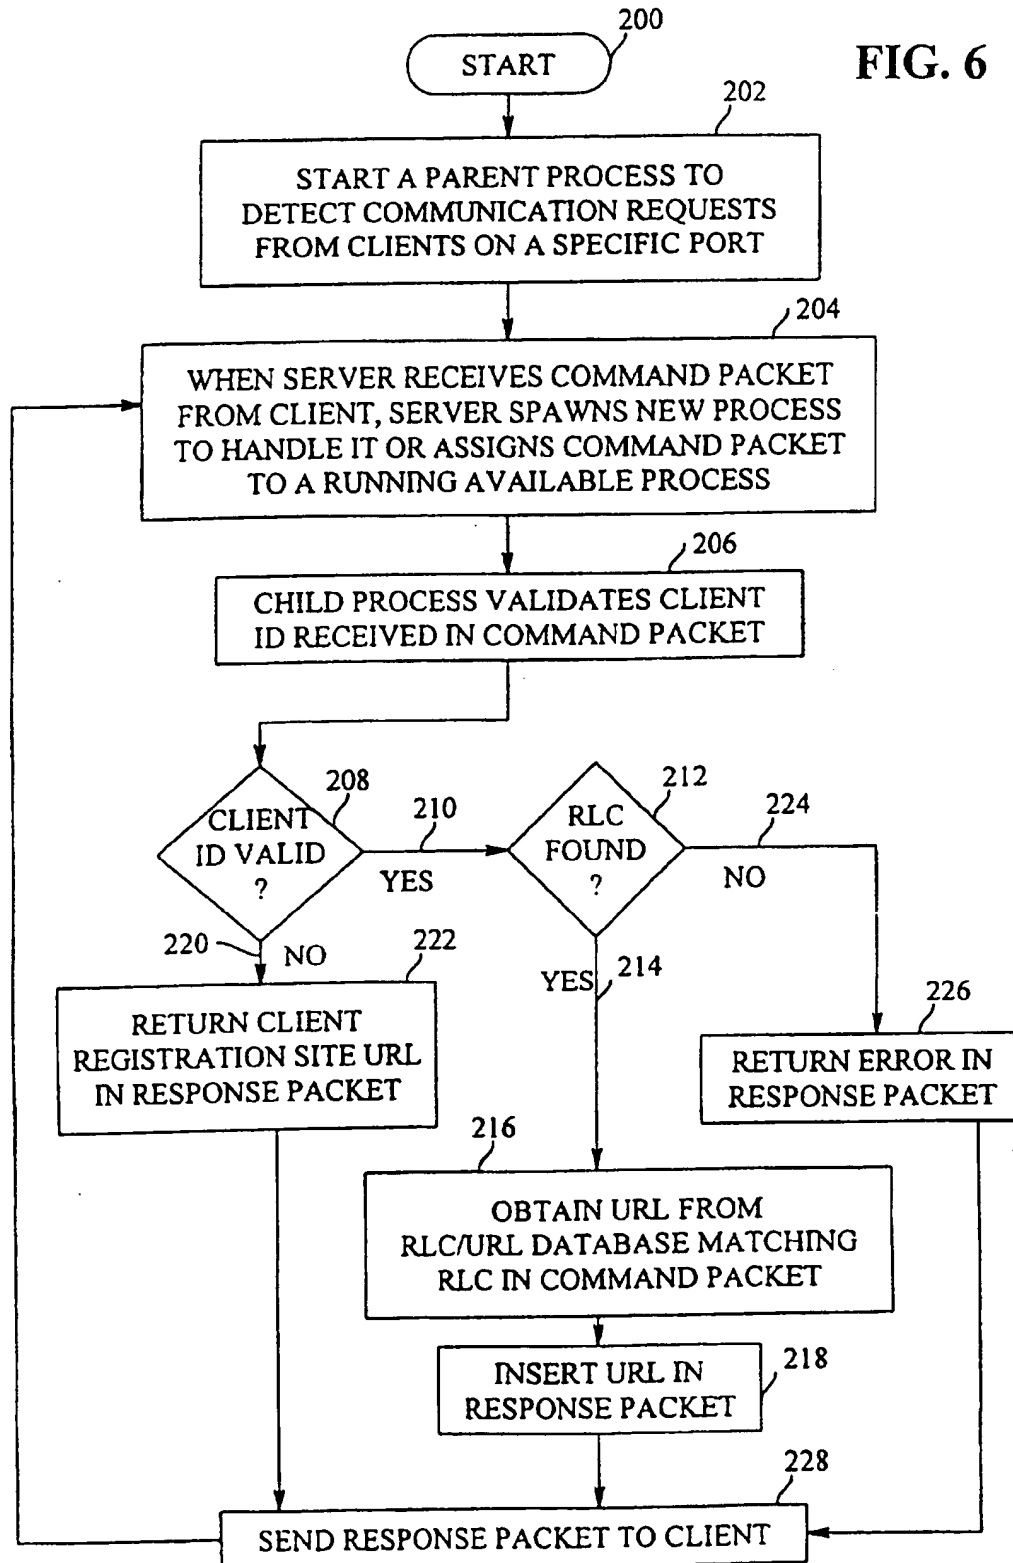 200
START
FIG. 6
202
START A PARENT PROCESS TO
DETECT COMMUNICATION REQUESTS
FROM CLIENTS ON A SPECIFIC PORT
204
WHEN SERVER RECEIVES COMMAND PACKET
FROM CLIENT, SERVER SPAWNS NEW PROCESS
TO HANDLE IT OR ASSIGNS COMMAND PACKET
TO A RUNNING AVAILABLE PROCESS
206
CHILD PROCESS VALIDATES CLIENT
ID RECEIVED IN COMMAND PACKET
208
CLIENT
ID VALID
?
210
YES
212
RLC
FOUND
?
224
NO
220
NO
222
RETURN CLIENT
REGISTRATION SITE URL
IN RESPONSE PACKET
YES
214
226
RETURN ERROR IN
RESPONSE PACKET
216
OBTAIN URL FROM
RLC/URL DATABASE MATCHING
RLC IN COMMAND PACKET
INSERT URL IN
RESPONSE PACKET
218
228
SEND RESPONSE PACKET TO CLIENT